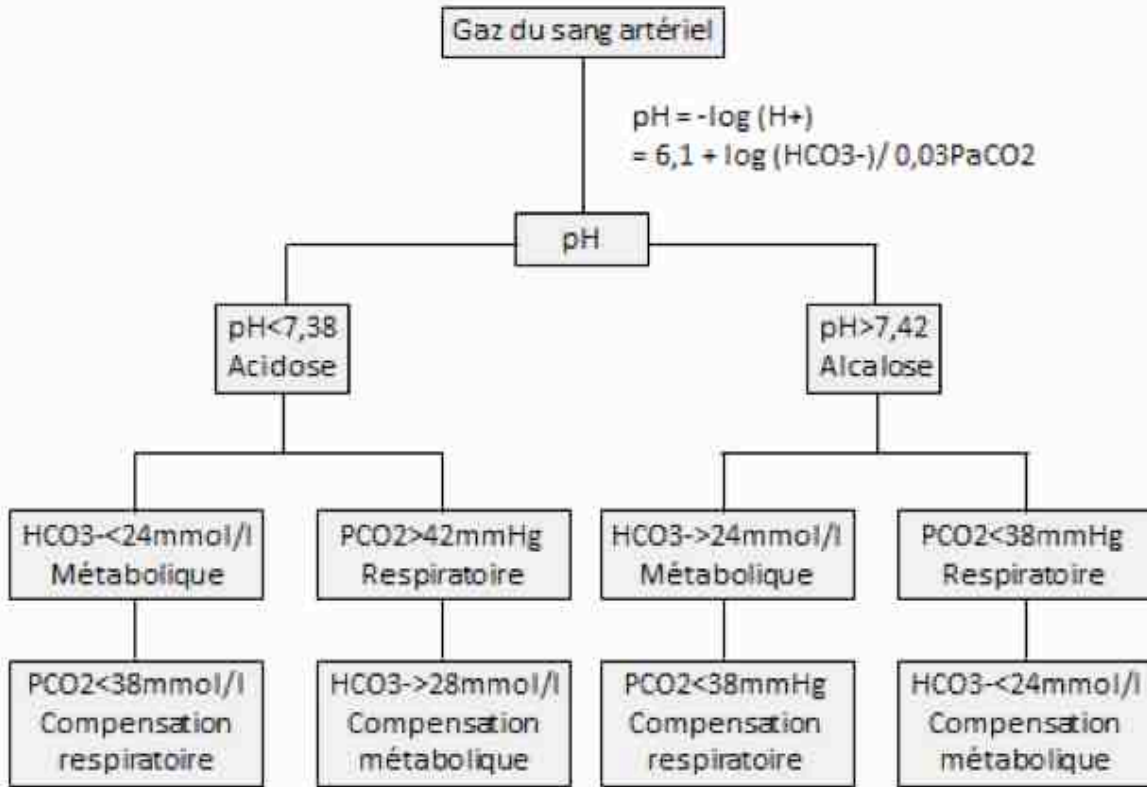 Gaz du sang artériel
pH = -log (H+)
= 6,1 + log (HCO3-)/ 0,03PaCO2
pH
pH<7,38
Acidose
pH>7,42
Alcalose
HCO3-<24mmol/l
Métabolique
PCO2>42mmHg
Respiratoire
HCO3->24mmol/l
Métabolique
PCO2<38mmHg
Respiratoire
PCO2<38mmol/l
Compensation
respiratoire
HCO3->28mmol/l
Compensation
métabolique
PCO2<38mmHg
Compensation
respiratoire
HCO3-<24mmol/l
Compensation
métabolique